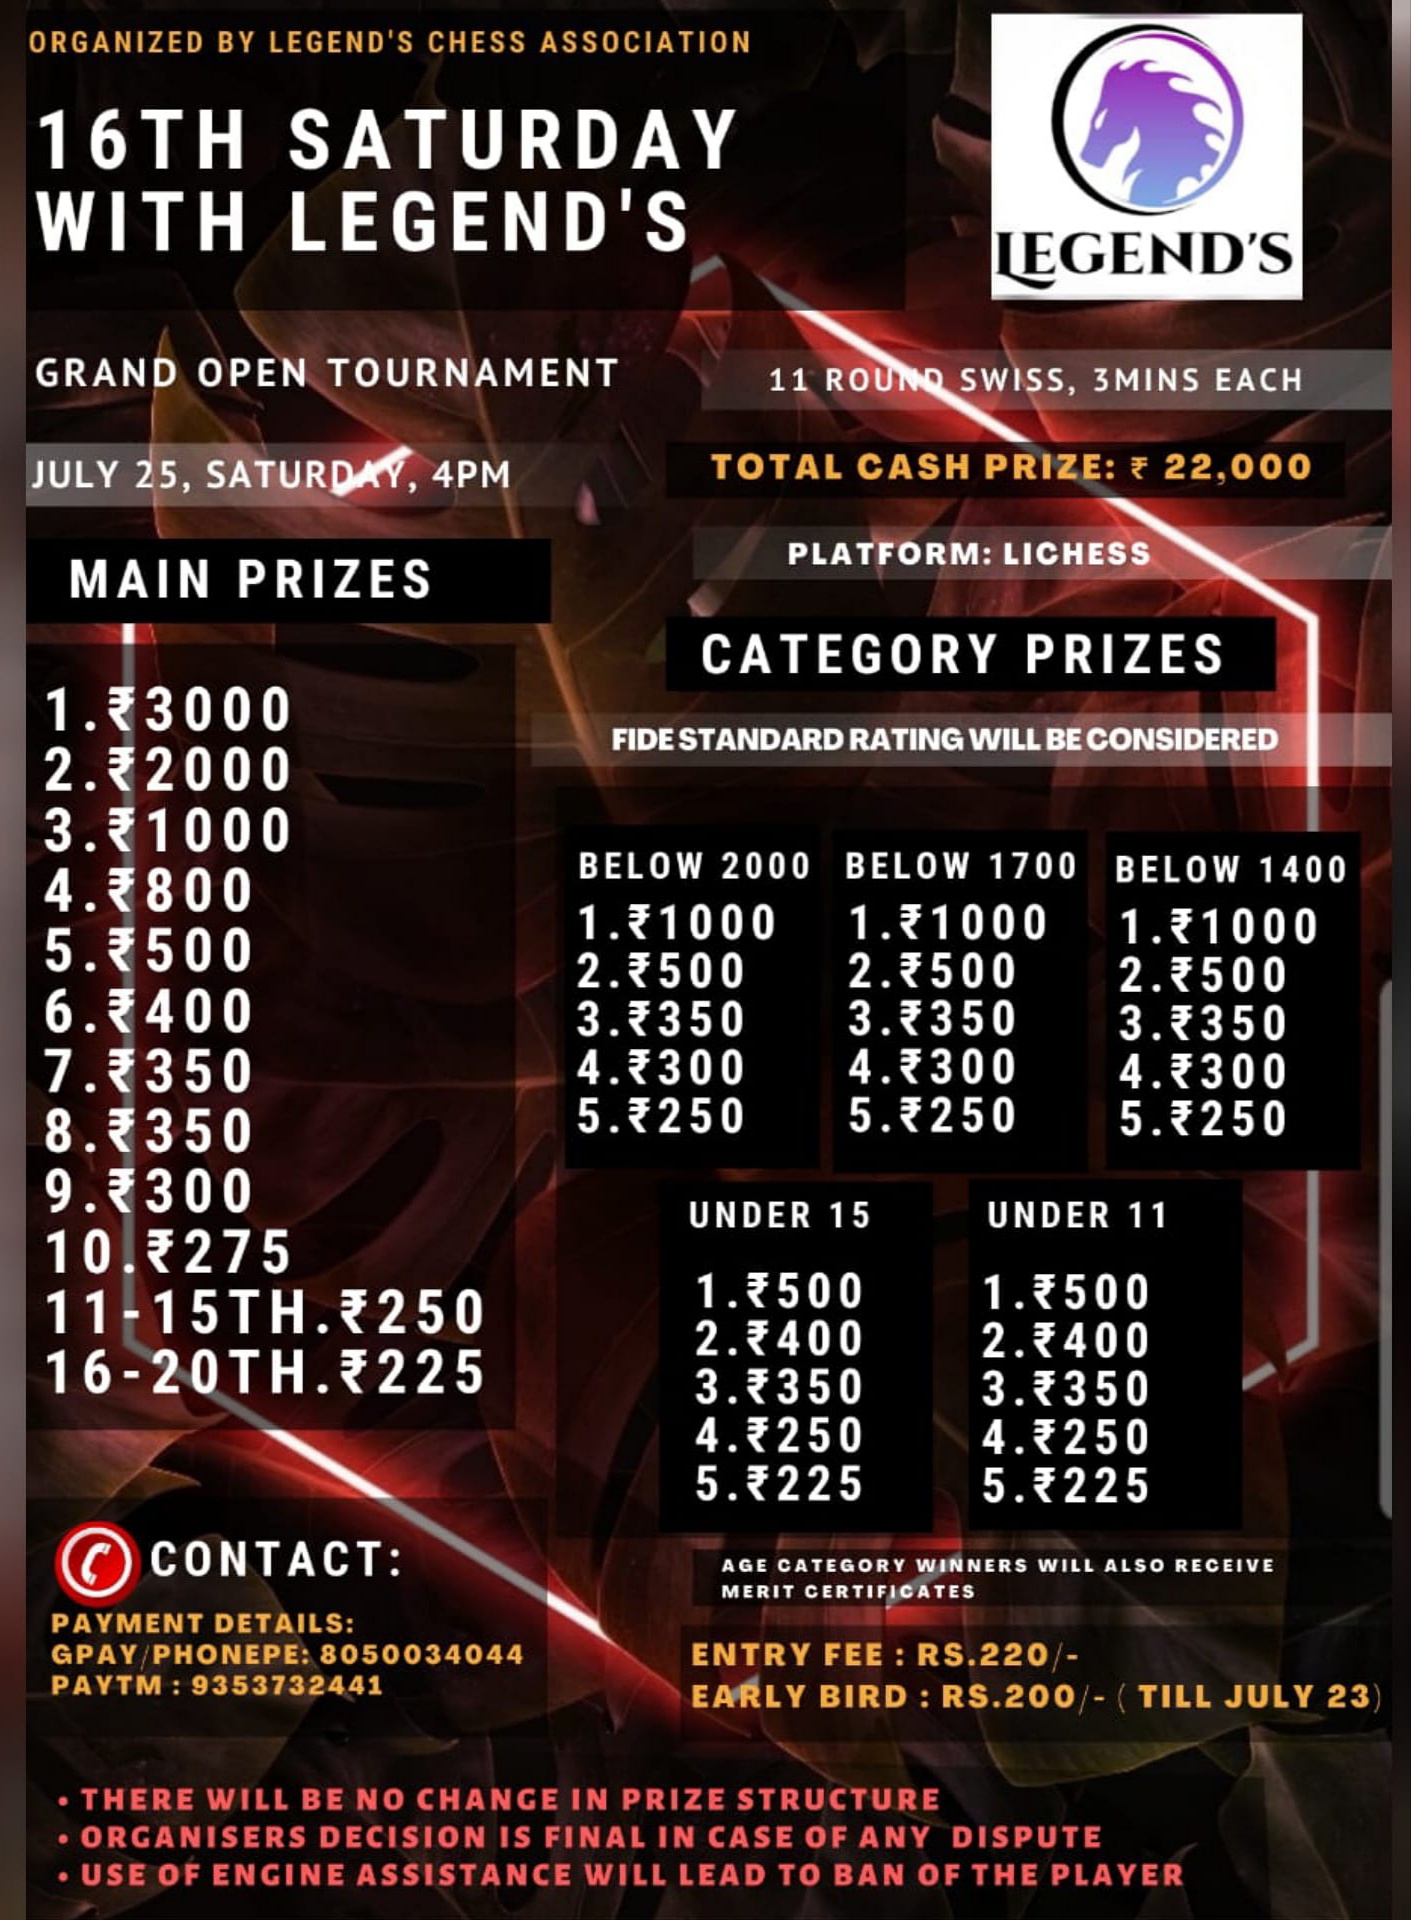 ORGANIZED BY LEGEND'S CHESS ASSOCIATION
16TH SATURDAY
WITH LEGEND'S
LEGEND'S
GRAND OPEN TOURNAMENT
11 ROUND SWISS, 3MINS EACH
JULY 25, SATURDAY, 4PM
TOTAL CASH PRIZE: ₹ 22,000
PLATFORM: LICHESS
MAIN PRIZES
1.₹3000
2.₹2000
3.₹1000
4.₹800
5.₹500
6.₹400
7.₹350
8.₹350
9.₹300
10.₹275
11-15TH.₹250
16-20TH.₹225
CATEGORY PRIZES
FIDE STANDARD RATING WILL BE CONSIDERED
BELOW 2000
1.₹1000
2.₹500
3.₹350
4.₹300
5.₹250
BELOW 1700
1.₹1000
2.₹500
3.₹350
4.₹300
5.₹250
BELOW 1400
1.₹1000
2.₹500
3.₹350
4.₹300
5.₹250
UNDER 15
1.₹500
2.₹400
3.₹350
4.₹250
5.₹225
UNDER 11
1.₹500
2.₹400
3.₹350
4.₹250
5.₹225
AGE CATEGORY WINNERS WILL ALSO RECEIVE
MERIT CERTIFICATES
CONTACT:
PAYMENT DETAILS:
GPAY/PHONEPE: 8050034044
PAYTM : 9353732441
ENTRY FEE : RS.220/-
EARLY BIRD : RS.200/- ( TILL JULY 23)
• THERE WILL BE NO CHANGE IN PRIZE STRUCTURE
• ORGANISERS DECISION IS FINAL IN CASE OF ANY DISPUTE
• USE OF ENGINE ASSISTANCE WILL LEAD TO BAN OF THE PLAYER